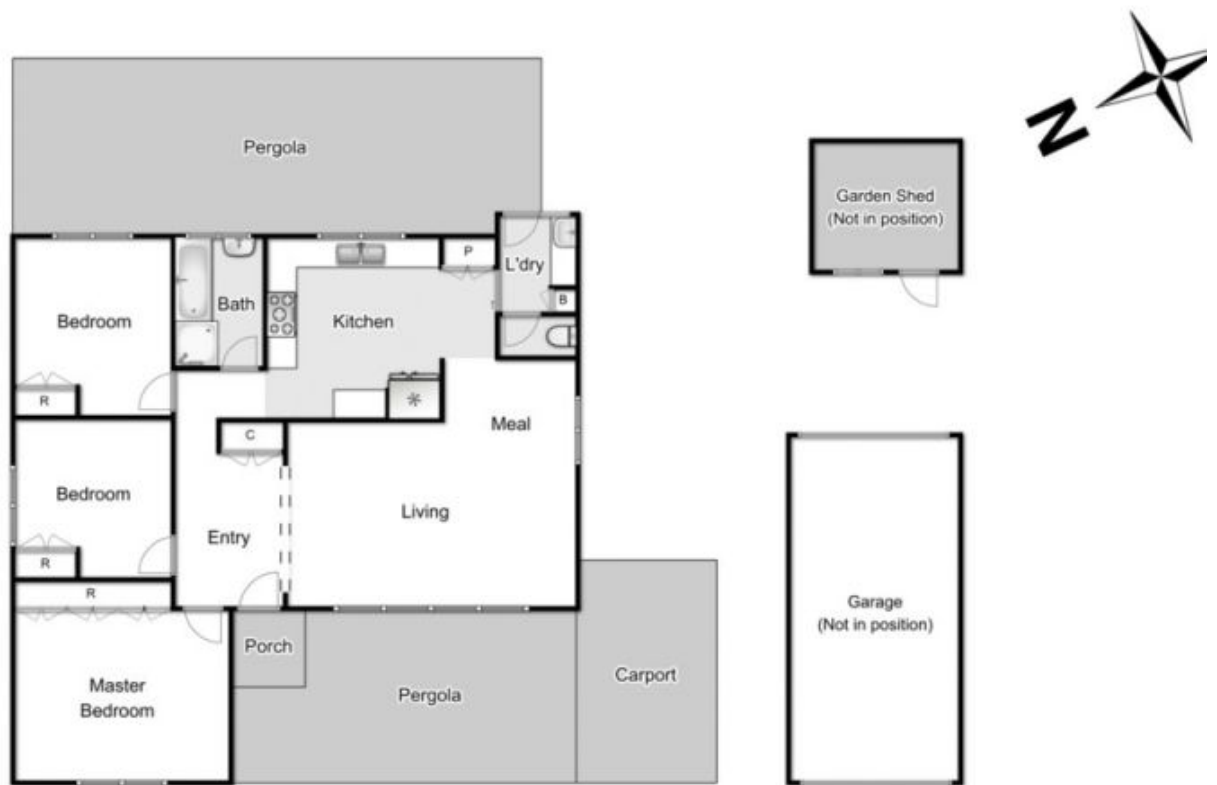 Pergola
N
Garden Shed
(Not in position)
P
L'dry
B
Bath
Bedroom
Kitchen
R
Meal
C
Bedroom
Living
Entry
R
R
Garage
(Not in position)
Porch
Carport
Master
Bedroom
Pergola